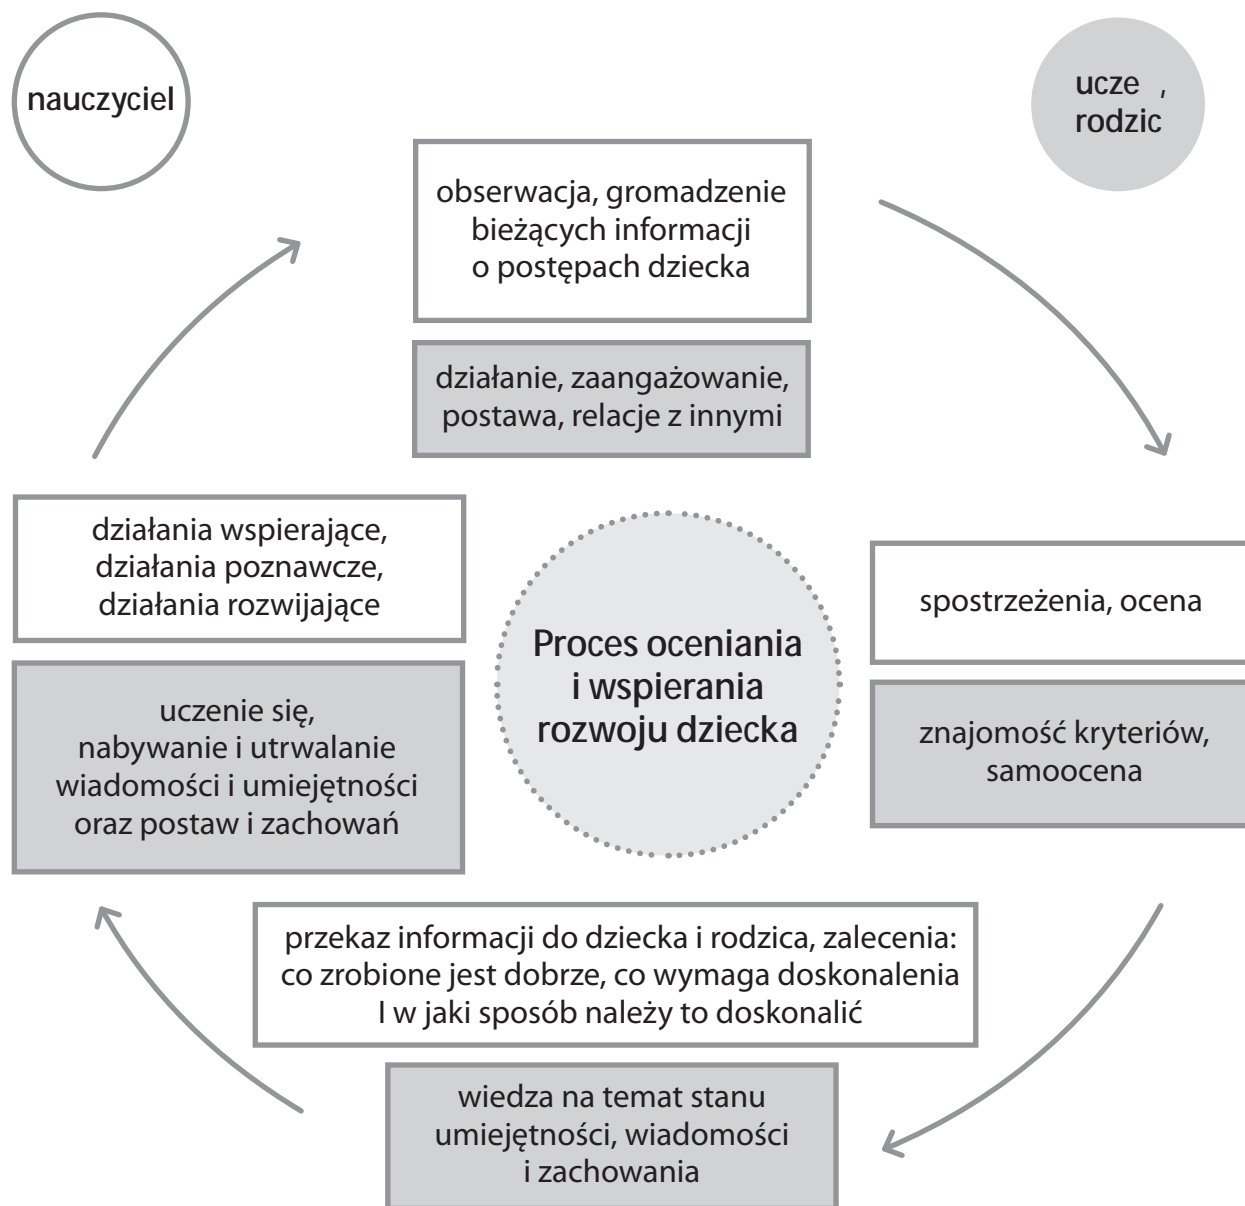 nauczyciel
ucze ,
rodzic
obserwacja, gromadzenie
bieżących informacji
o postępach dziecka
działanie, zaangażowanie,
postawa, relacje z innymi
działania wspierające,
działania poznawcze,
działania rozwijające
uczenie się,
nabywanie i utrwalanie
wiadomości i umiejętności
oraz postaw i zachowań
Proces oceniania
i wspierania
rozwoju dziecka
spostrzeżenia, ocena
znajomość kryteriów,
samoocena
przekaz informacji do dziecka i rodzica, zalecenia:
co zrobione jest dobrze, co wymaga doskonalenia
I w jaki sposób należy to doskonalić
wiedza na temat stanu
umiejętności, wiadomości
i zachowania